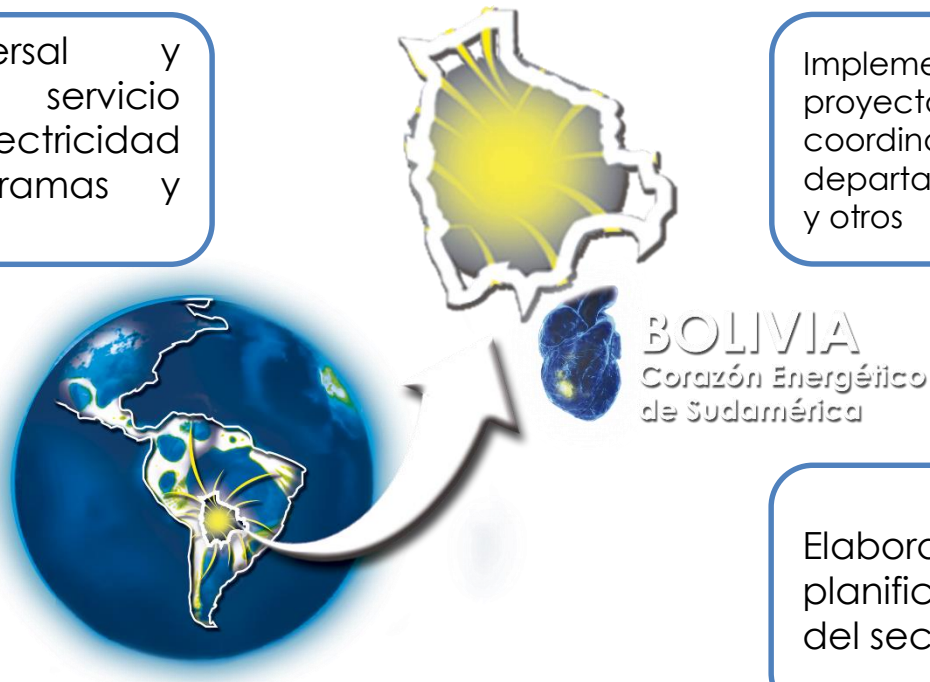 ersal y
servicio
ectricidad
ramas y
Impleme
proyecto
coordina
departa
y otros
BOLIVIA
Corazón Energético
de Sudamérica
Elabora
planific
del sec